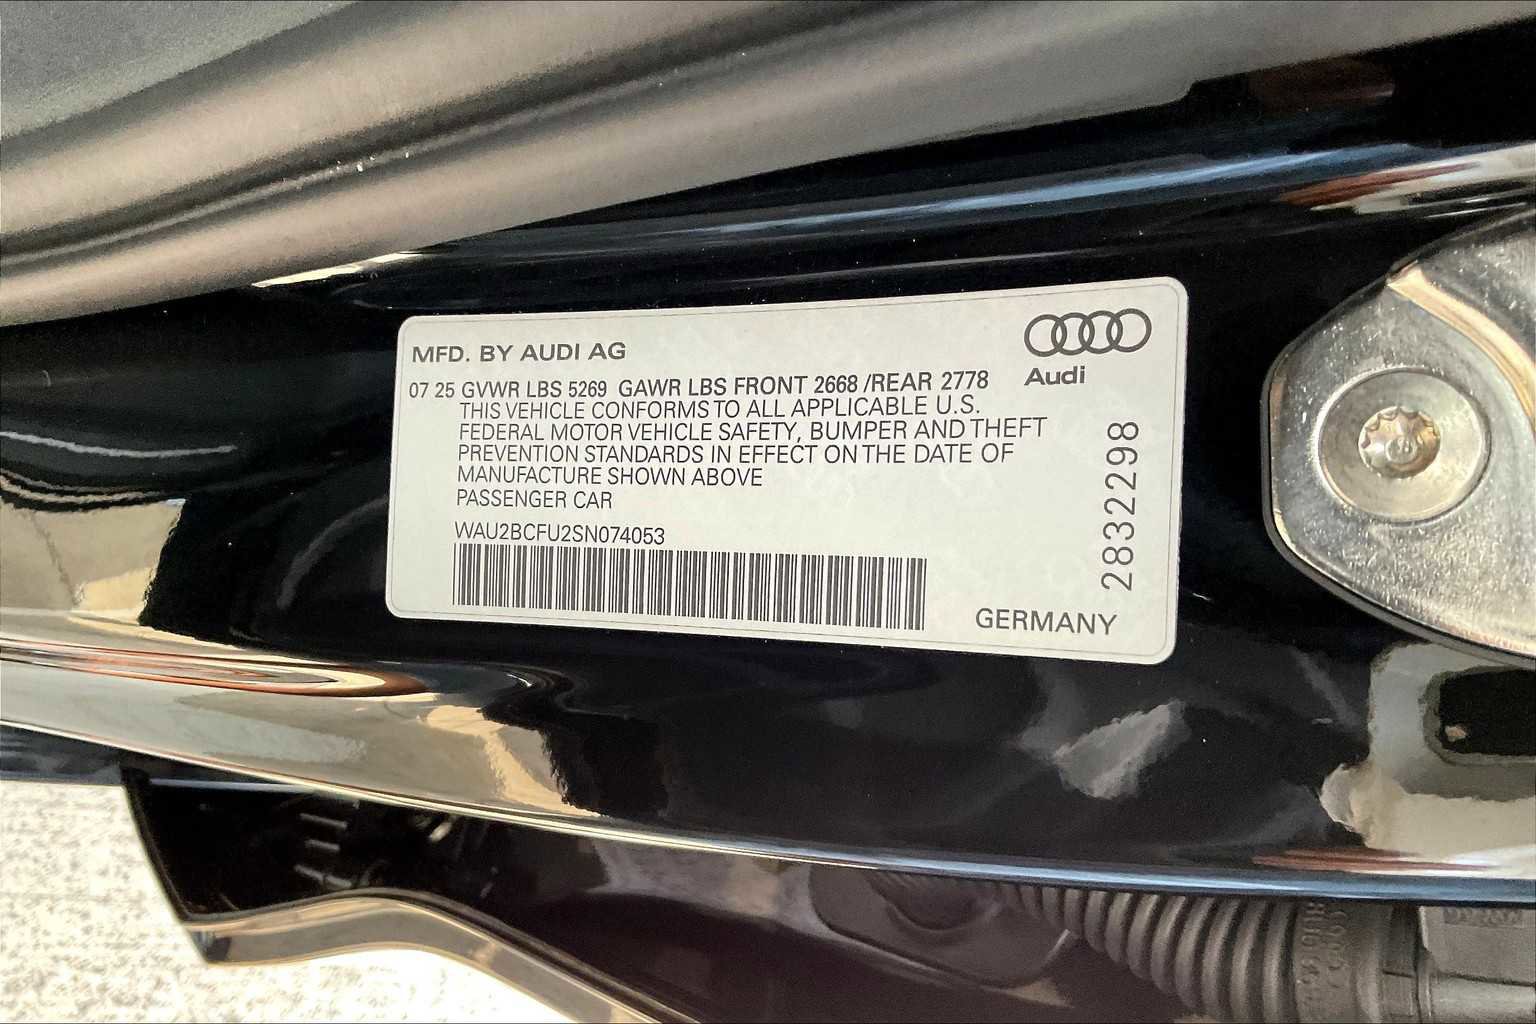 MFD. BY AUDI AG
Audi
07 25 GVWR LBS 5269 GAWR LBS FRONT 2668 /REAR 2778
THIS VEHICLE CONFORMS TO ALL APPLICABLE U.S.
FEDERAL MOTOR VEHICLE SAFETY, BUMPER AND THEFT
PREVENTION STANDARDS IN EFFECT ON THE DATE OF
MANUFACTURE SHOWN ABOVE
PASSENGER CAR
WAU2BCFU2SN074053
2832298
GERMANY